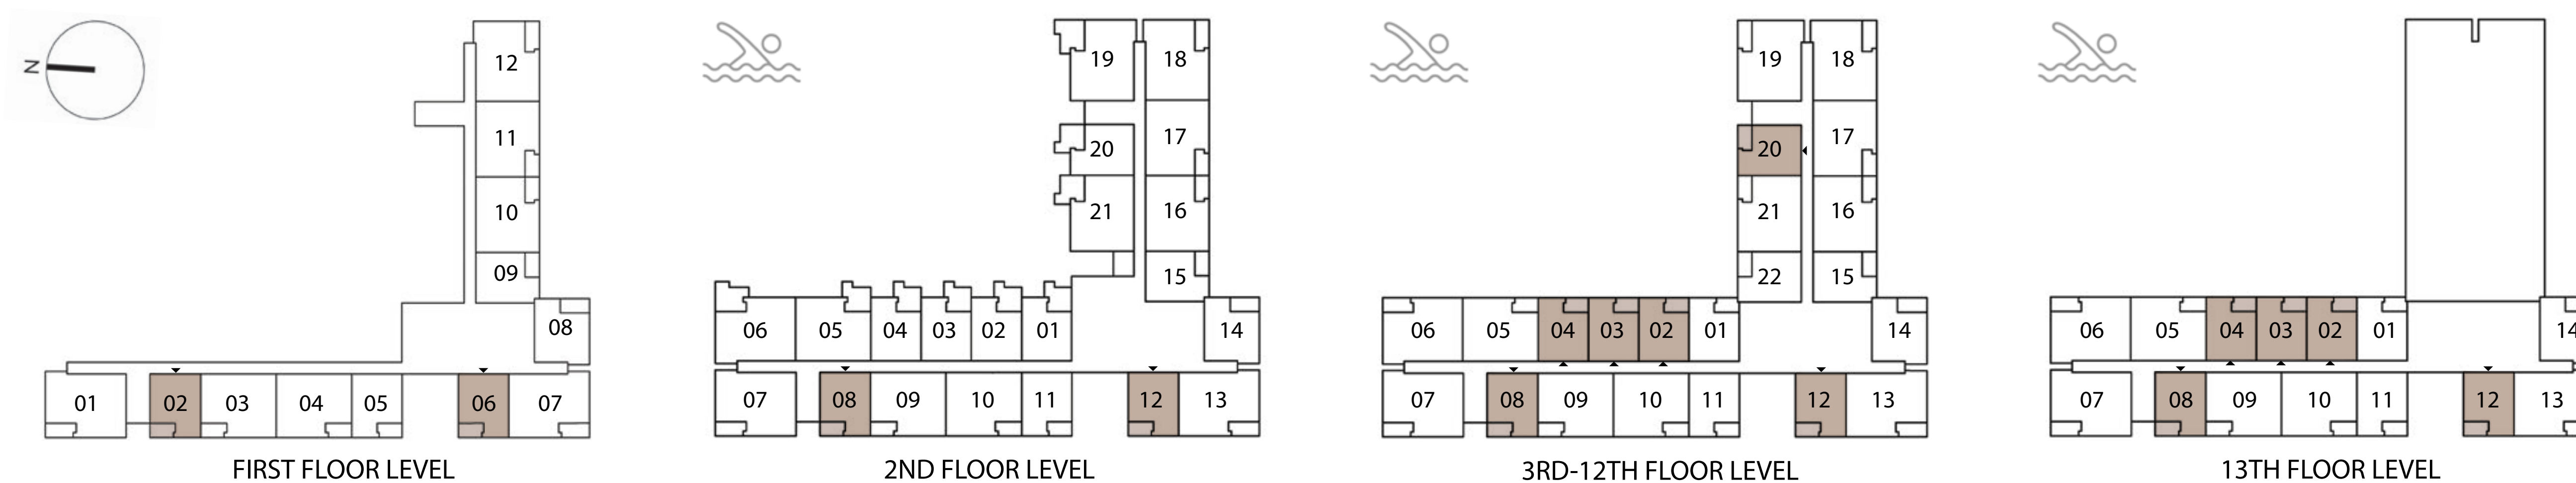 N
12
11
10
09
08
01 02 03 04 05 06 07
FIRST FLOOR LEVEL
19 18
20 17
21 16
15
06 05 04 03 02 01 14
07 08 09 10 11 12 13
2ND FLOOR LEVEL
19 18
20 17
21 16
22 15
06 05 04 03 02 01 14
07 08 09 10 11 12 13
3RD-12TH FLOOR LEVEL
06 05 04 03 02 01 14
07 08 09 10 11 12 13
13TH FLOOR LEVEL